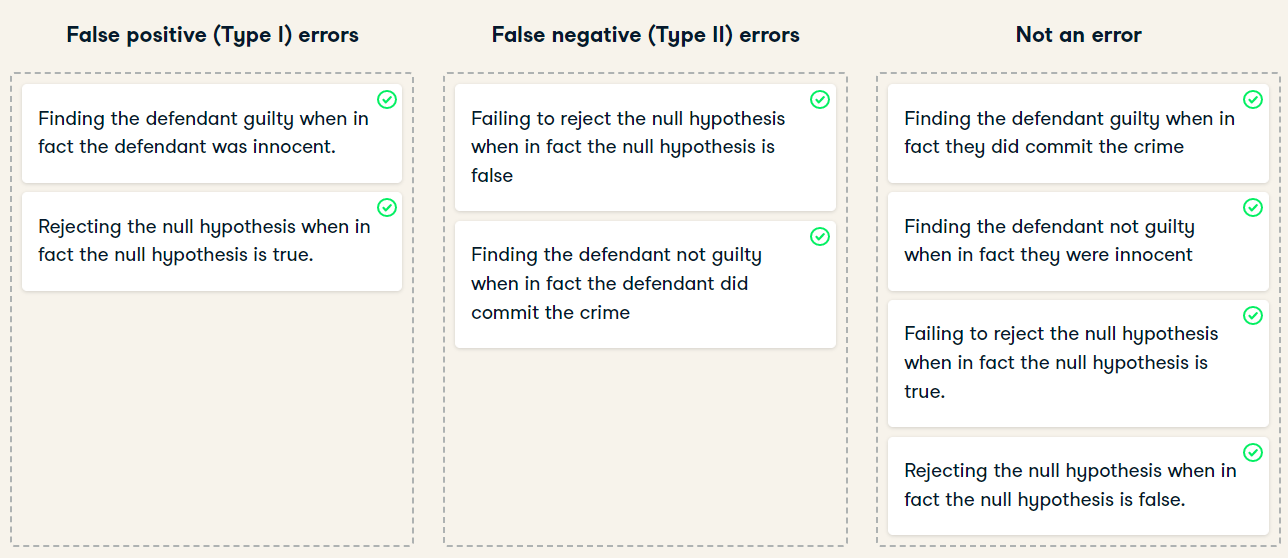 False positive (Type I) errors
Finding the defendant guilty when in
fact the defendant was innocent.
Rejecting the null hypothesis when in
fact the null hypothesis is true.
False negative (Type II) errors
Failing to reject the null hypothesis
when in fact the null hypothesis is
false
Finding the defendant not guilty
when in fact the defendant did
commit the crime
Not an error
Finding the defendant guilty when in
fact they did commit the crime
Finding the defendant not guilty
when in fact they were innocent
Failing to reject the null hypothesis
when in fact the null hypothesis is
true.
Rejecting the null hypothesis when in
fact the null hypothesis is false.